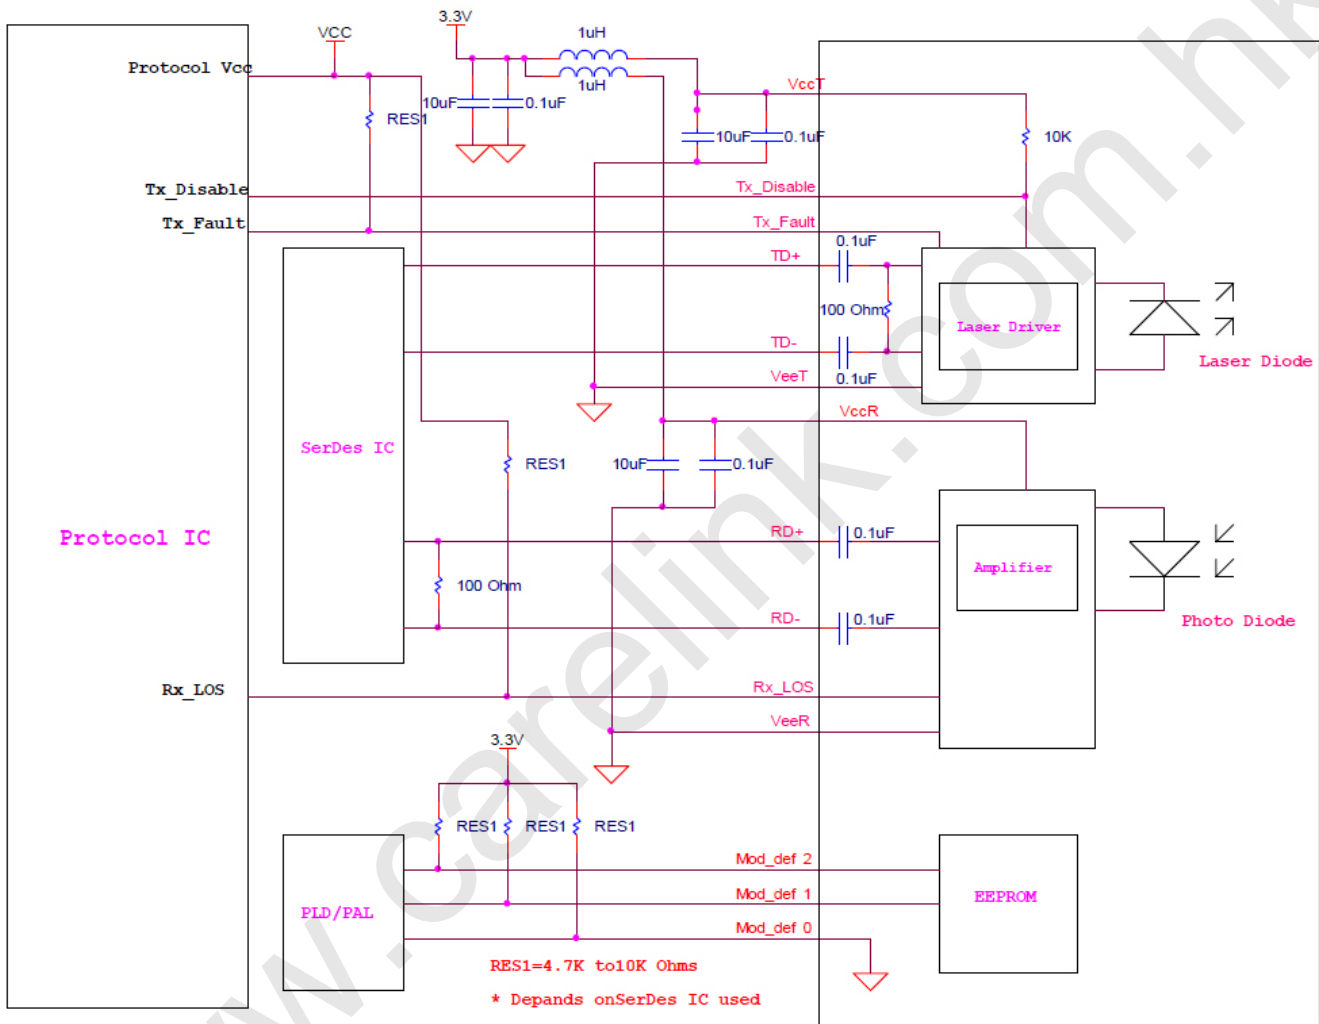 3.3V
VCC
1uH
Protocol Vcc
1uH
VccT
10uF
0.1uF
RES1
10uF
0.1uF
10K
Tx_Disable
Tx_Disable
Tx_Fault
Tx_Fault
0.1uF
TD+
100 Ohm
Laser Driver
TD-
Laser Diode
VeeT
0.1uF
VccR
SerDes IC
RES1
10uF
0.1uF
Protocol IC
RD+
0.1uF
Amplifier
100 Ohm
RD-
0.1uF
Photo Diode
Rx_LOS
Rx_LOS
VeeR
3.3V
RES1
RES1
RES1
Mod_def 2
Mod_def 1
EEPROM
PLD/PAL
Mod_def 0
RES1=4.7K to10K Ohms
* Depands onSerDes IC used
w.carelink.com.hk